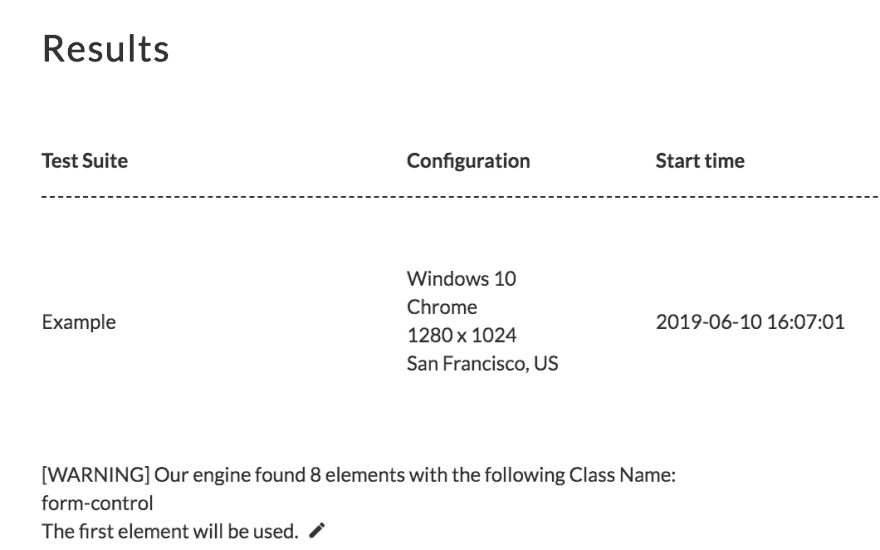 Results
Test Suite Configuration Start time
Windows 10
Chrome
Example 2019-06-10 16:07:01
1280 x 1024
San Francisco, US
[WARNING] Our engine found 8 elements with the following Class Name:
form-control
The first element will be used.